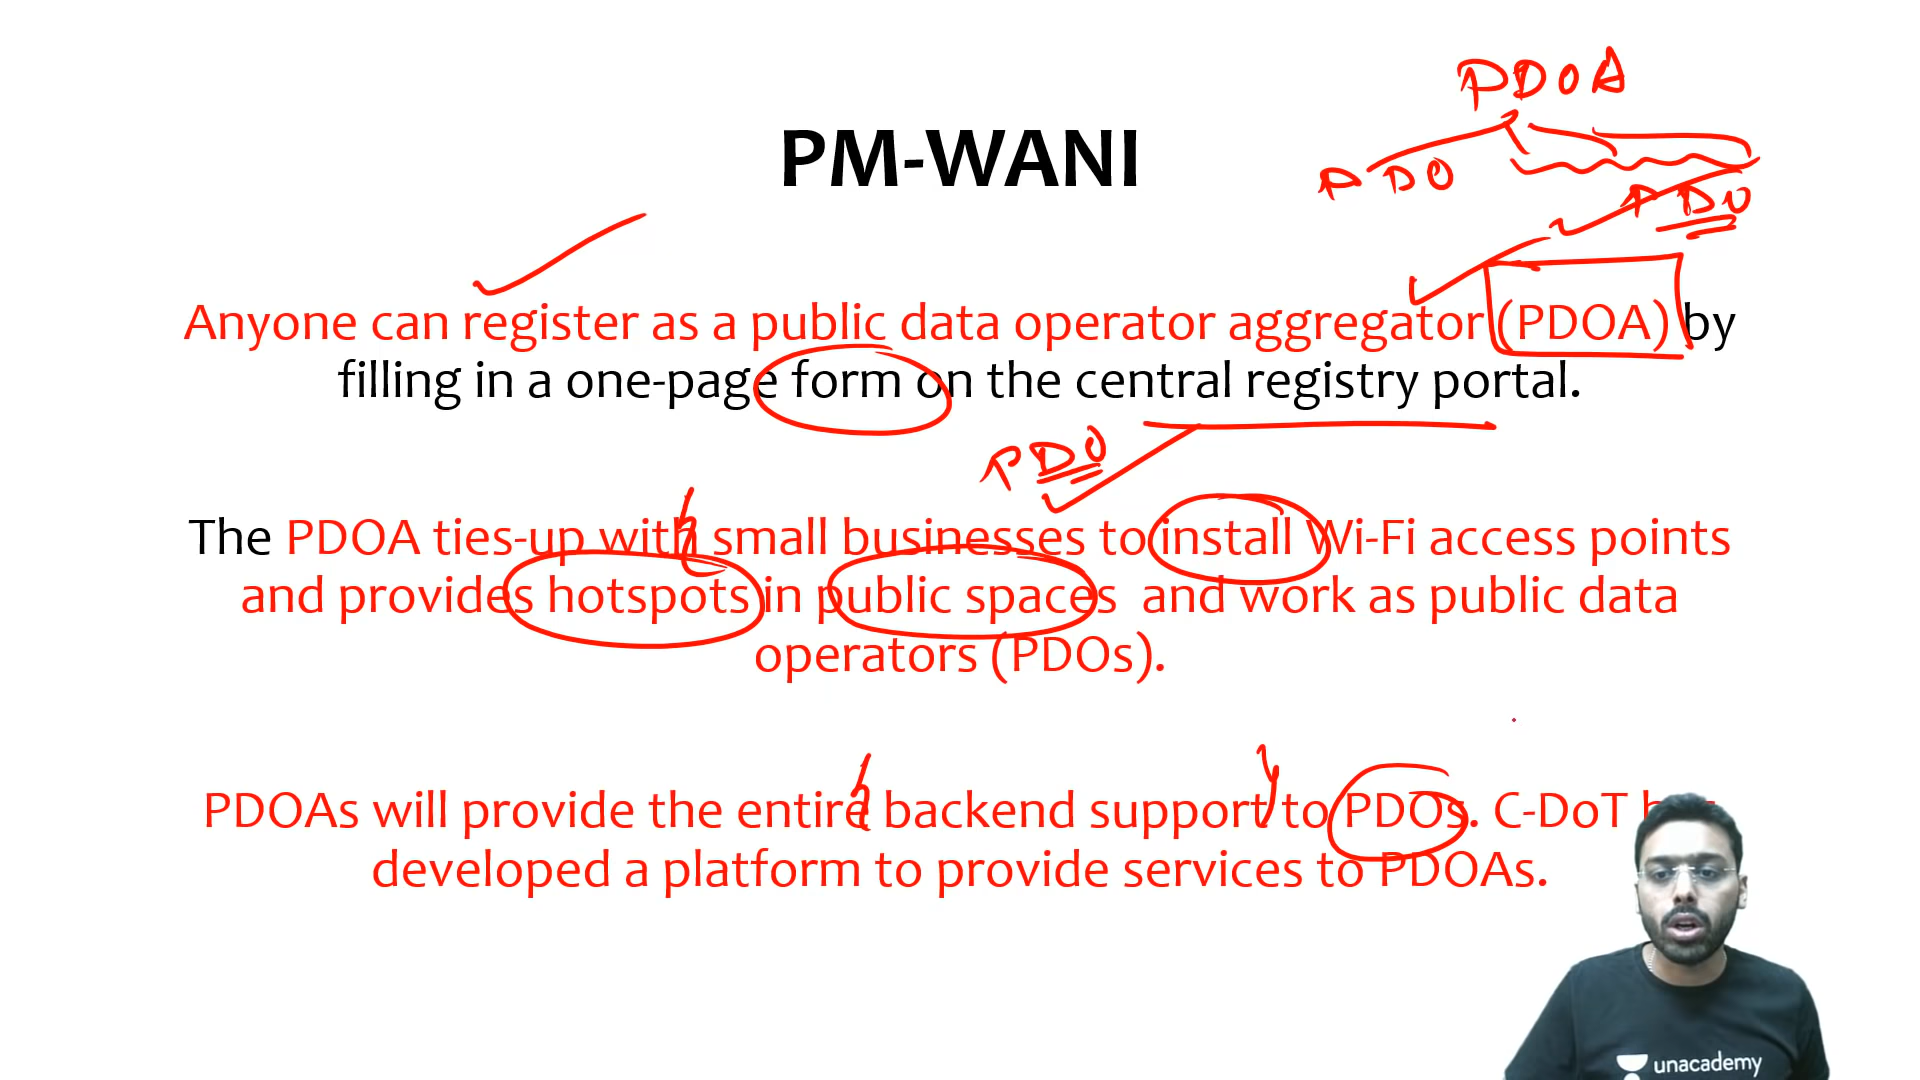 PDOA
PM-WANI
PDO
PDO
Anyone can register as a public data operator aggregator (PDOA) by
filling in a one-page form on the central registry portal.
PDO
The PDOA ties-up with small businesses to install Wi-Fi access points
and provides hotspots in public spaces and work as public data
operators (PDOs).
PDOAs will provide the entire backend support to PDOs. C-DoT
developed a platform to provide services to PDOAs.
unacademy